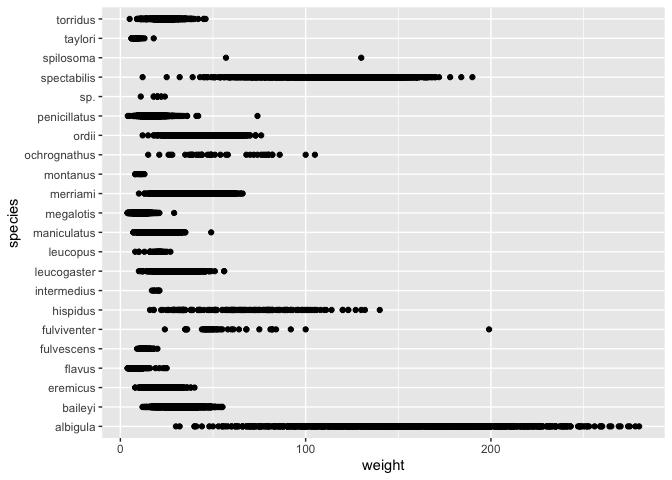 torridus
taylori
spilosoma
spectabilis
sp.
penicillatus
ordii
ochrognathus
montanus
merriami
megalotis
maniculatus
leucopus
leucogaster
intermedius
hispidus
fulviventer
fulvescens
flavus
eremicus
baileyi
albigula
species
0 100 200
weight